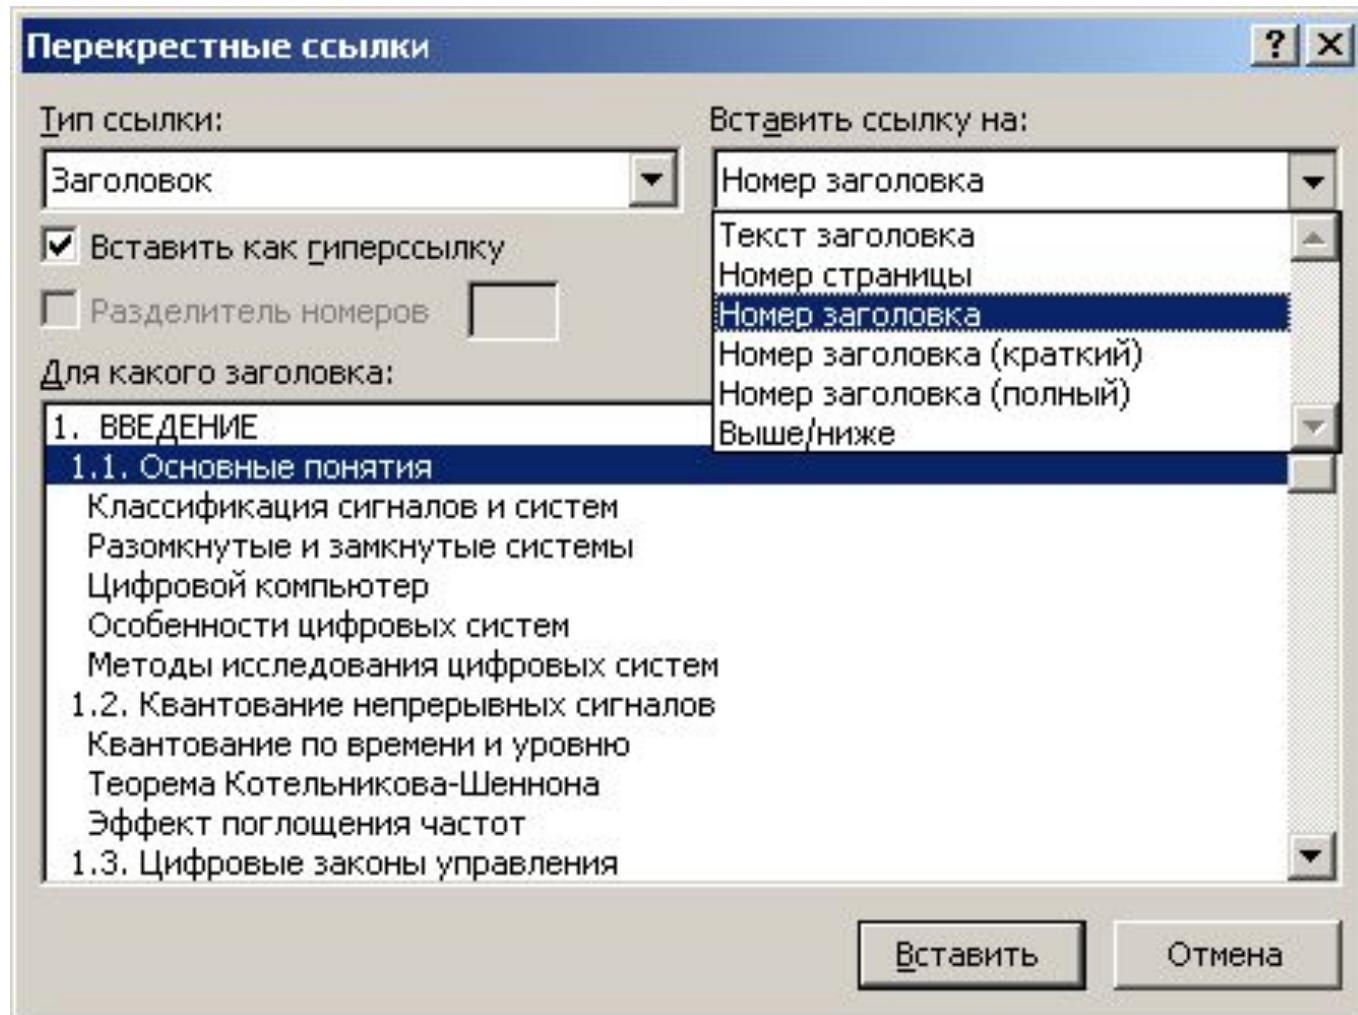 Перекрестные ссылки
Тип ссылки:
Заголовок
Вставить как гиперссылку
Разделитель номеров
Вставить ссылку на:
Номер заголовка
Текст заголовка
Номер страницы
Номер заголовка
Номер заголовка (краткий)
Номер заголовка (полный)
Выше/ниже
Для какого заголовка:
1. ВВЕДЕНИЕ
1.1. Основные понятия
Классификация сигналов и систем
Разомкнутые и замкнутые системы
Цифровой компьютер
Особенности цифровых систем
Методы исследования цифровых систем
1.2. Квантование непрерывных сигналов
Квантование по времени и уровню
Теорема Котельникова-Шеннона
Эффект поглощения частот
1.3. Цифровые законы управления
Вставить
Отмена